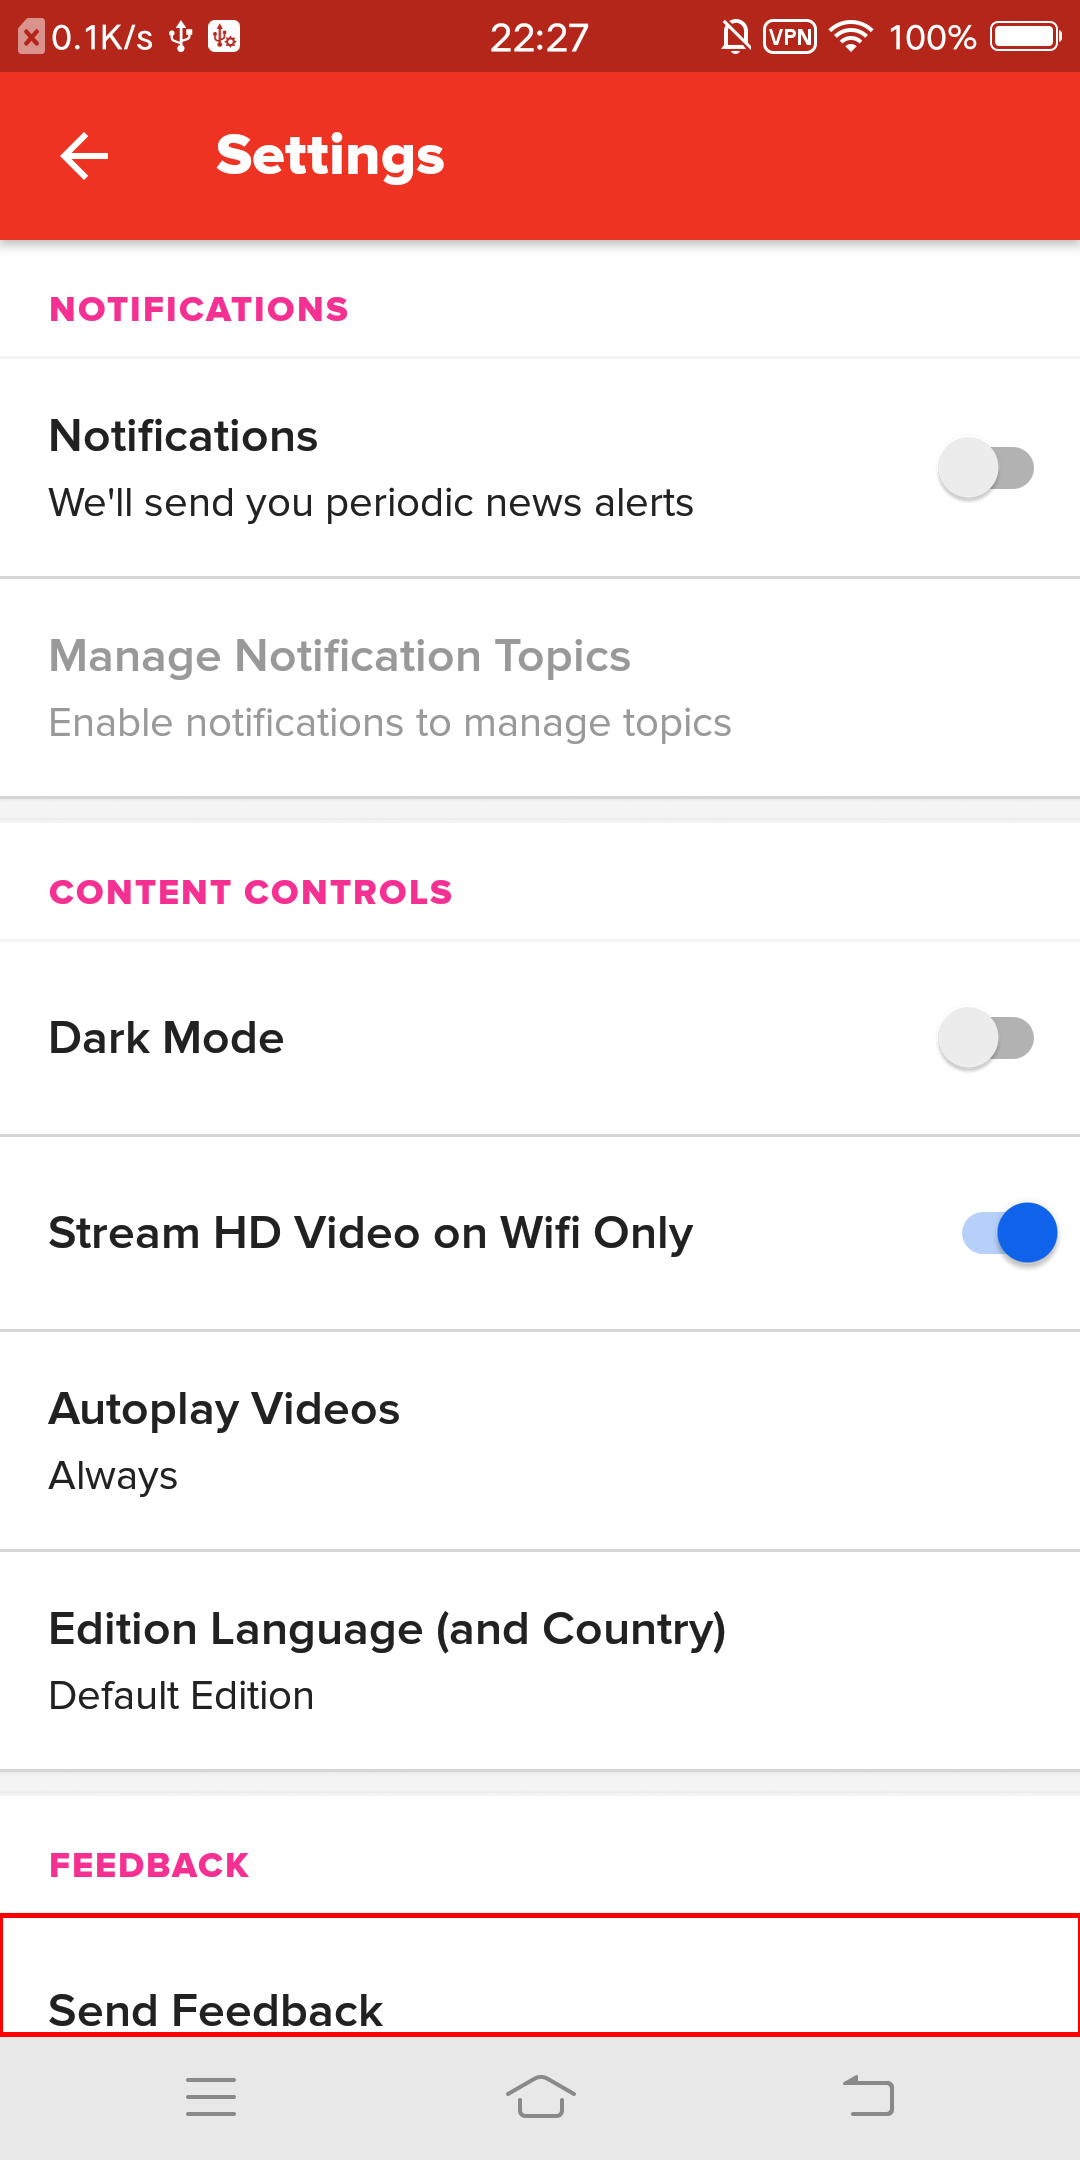 0.1K/s 22:27 VPN 100%
Settings
NOTIFICATIONS
Notifications
We'll send you periodic news alerts
Manage Notification Topics
Enable notifications to manage topics
CONTENT CONTROLS
Dark Mode
Stream HD Video on Wifi Only
Autoplay Videos
Always
Edition Language (and Country)
Default Edition
FEEDBACK
Send Feedback